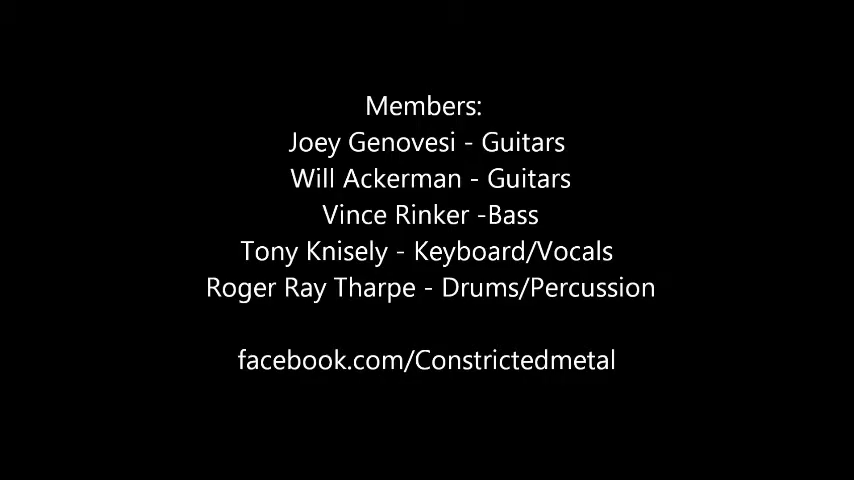 Members:
Joey Genovesi - Guitars
Will Ackerman - Guitars
Vince Rinker -Bass
Tony Knisely - Keyboard/Vocals
Roger Ray Tharpe - Drums/Percussion
facebook.com/Constrictedmetal